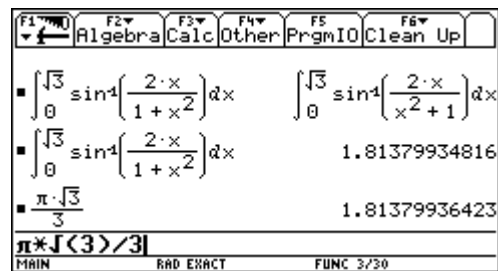 F1 F2 F3 F4 F5 F6
Algebra Calc Other PrgmIO Clean Up
∫₀^√3 sin⁻¹(2·x/(1 + x²))dx ∫₀^√3 sin⁻¹(2·x/(x² + 1))dx
∫₀^√3 sin⁻¹(2·x/(1 + x²))dx 1.81379934816
π·√3/3 1.81379936423
π*√(3)/3
MAIN RAD EXACT FUNC 3/30